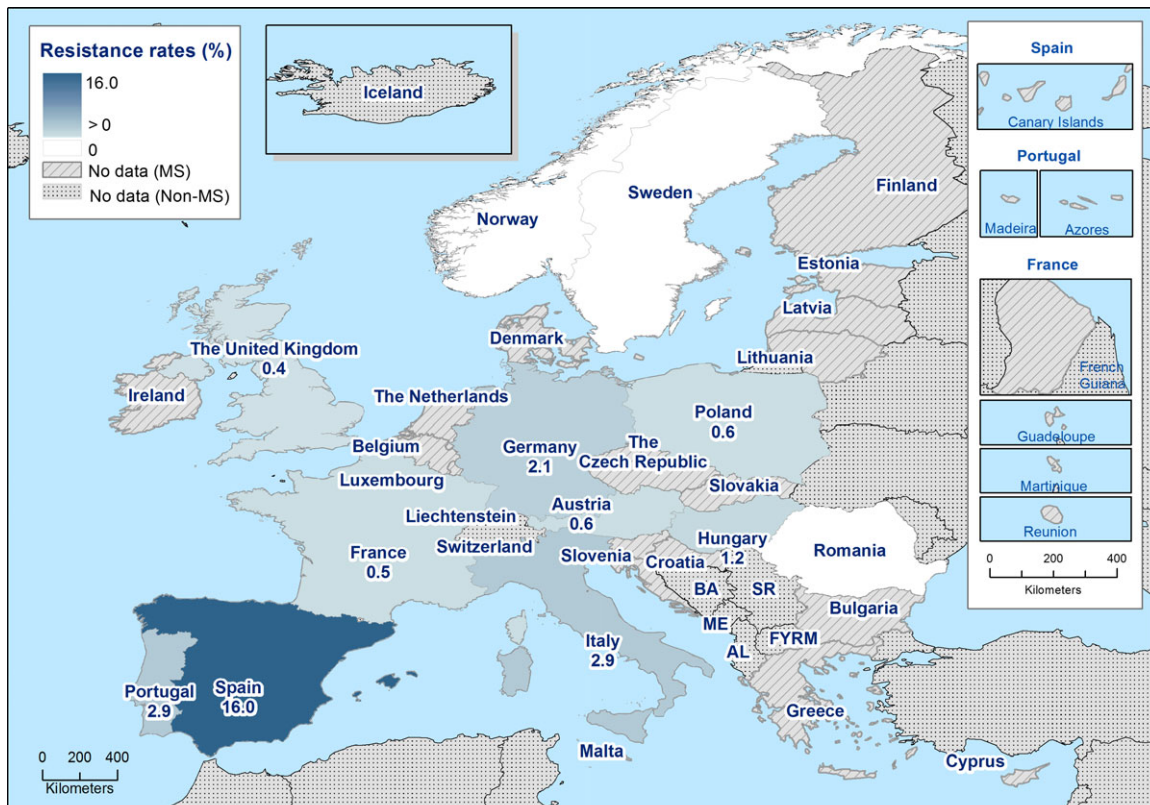 Resistance rates (%)
16.0
> 0
0
No data (MS)
No data (Non-MS)
Iceland
Norway
Sweden
Finland
Estonia
Latvia
Lithuania
Denmark
The United Kingdom
0.4
Ireland
The Netherlands
Belgium
Luxembourg
Germany
2.1
Poland
0.6
The
Czech Republic
Slovakia
Austria
0.6
Liechtenstein
Switzerland
France
0.5
Slovenia
Croatia
Hungary
1.2
Romania
BA
SR
ME
AL
FYRM
Bulgaria
Italy
2.9
Portugal
2.9
Spain
16.0
Greece
Malta
Cyprus
0 200 400
Kilometers
Spain
Canary Islands
Portugal
Madeira
Azores
France
French
Guiana
Guadeloupe
Martinique
Reunion
0 200 400
Kilometers